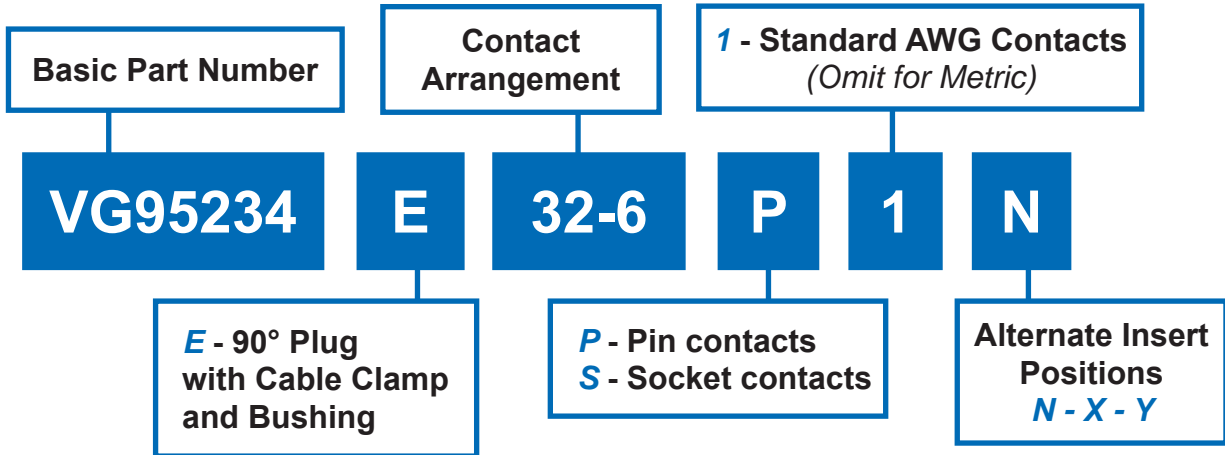 Basic Part Number
Contact
Arrangement
1 - Standard AWG Contacts
(Omit for Metric)
VG95234 E 32-6 P 1 N
E - 90° Plug
with Cable Clamp
and Bushing
P - Pin contacts
S - Socket contacts
Alternate Insert
Positions
N - X - Y